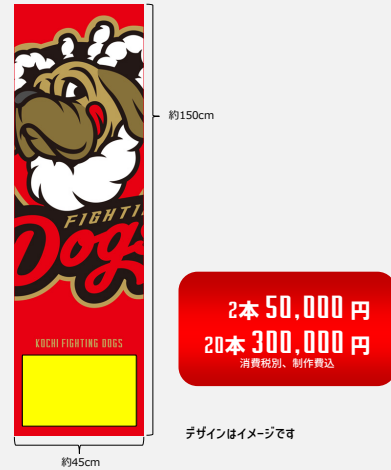 約150cm
FIGHTI
Dogs
KOCHI FIGHTING DOGS
2本 50,000 円
20本 300,000 円
消費税別、制作費込
デザインはイメージです
約45cm